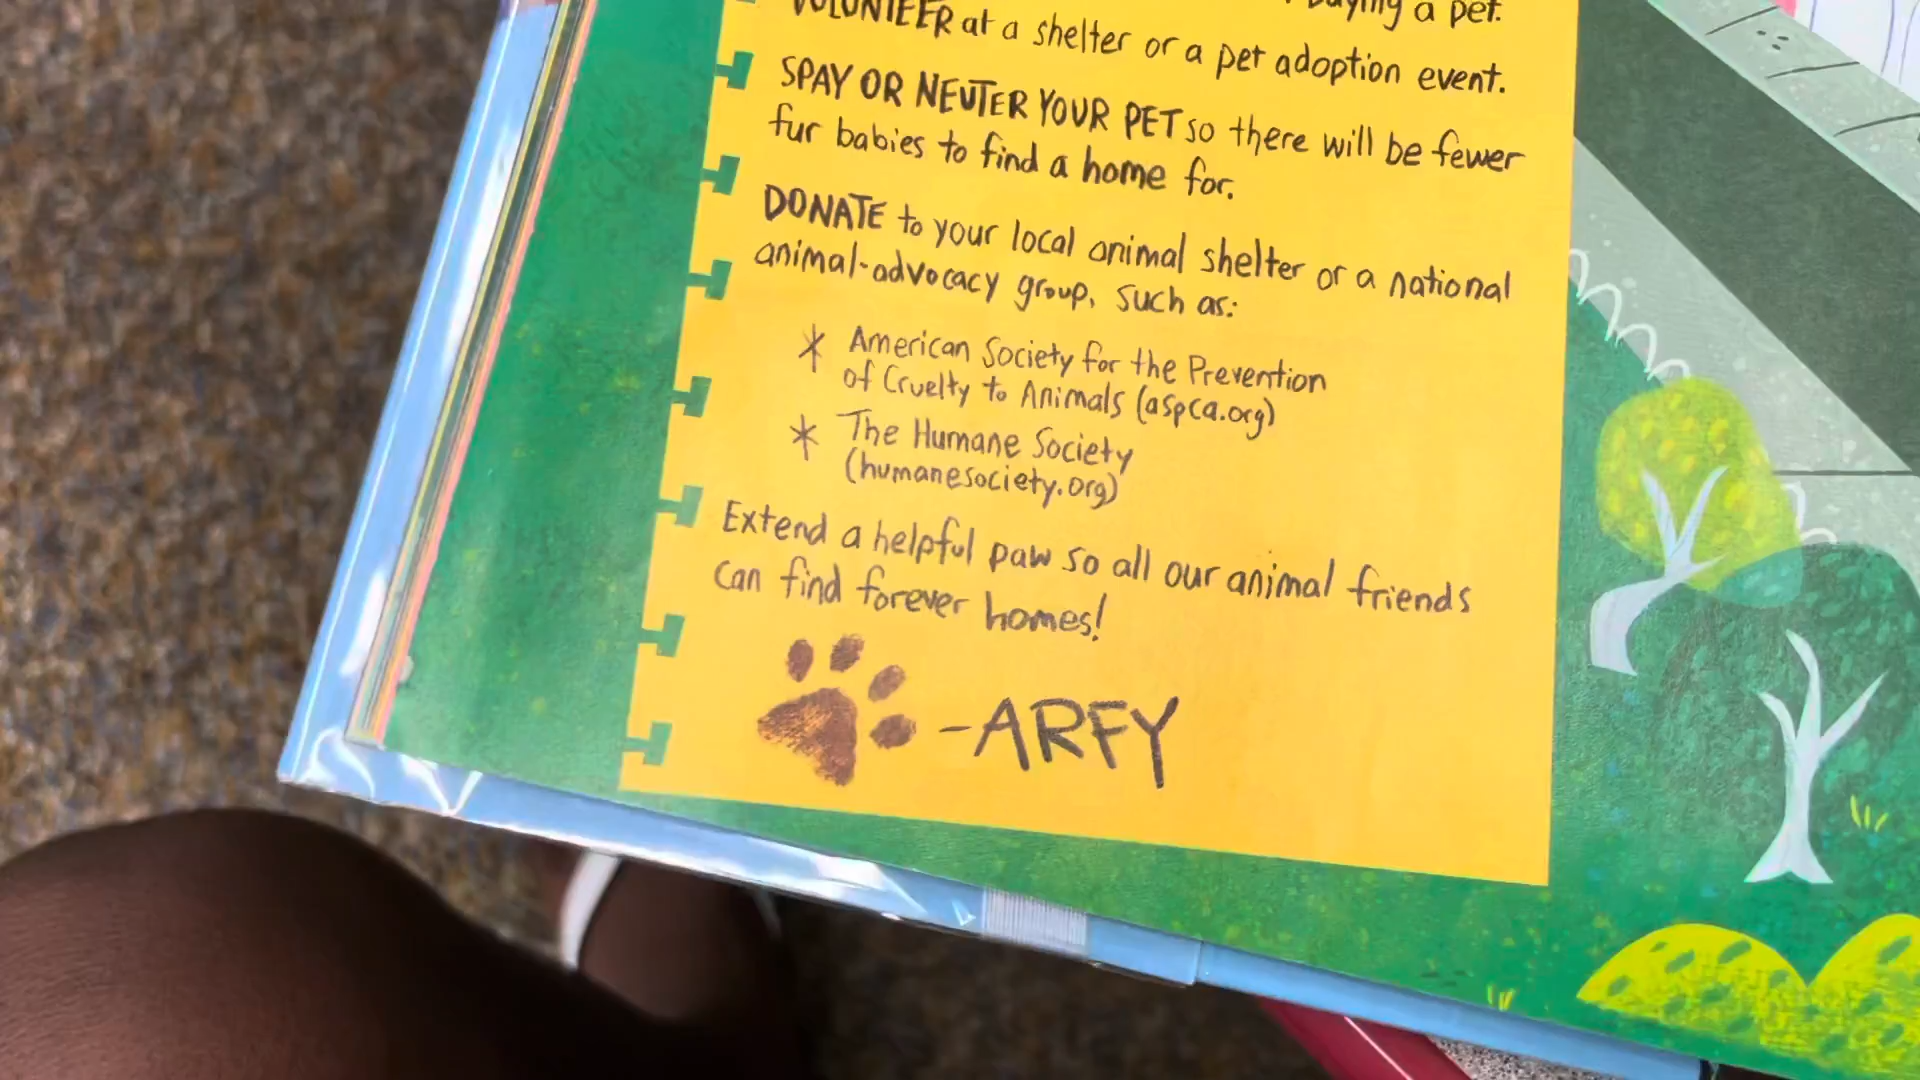 buying a pet.
VOLUNTEER at a shelter or a pet adoption event.
SPAY OR NEUTER YOUR PET so there will be fewer
fur babies to find a home for.
DONATE to your local animal shelter or a national
animal-advocacy group, such as:
* American Society for the Prevention
of Cruelty to Animals (aspca.org)
* The Humane Society
(humanesociety.org)
Extend a helpful paw so all our animal friends
can find forever homes!
-ARFY